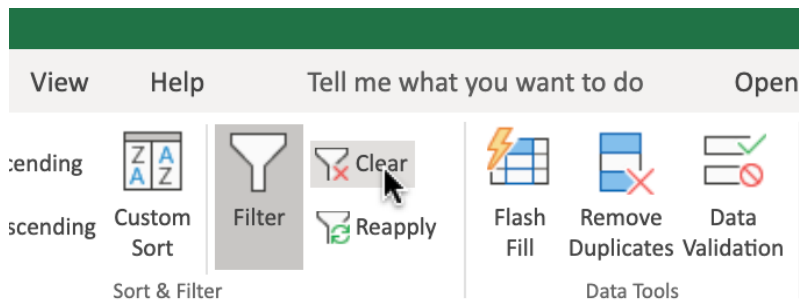 View Help Tell me what you want to do Open
cending
Custom
Sort
scending
Filter
Clear
Reapply
Flash
Fill
Remove
Duplicates
Data
Validation
Sort & Filter
Data Tools